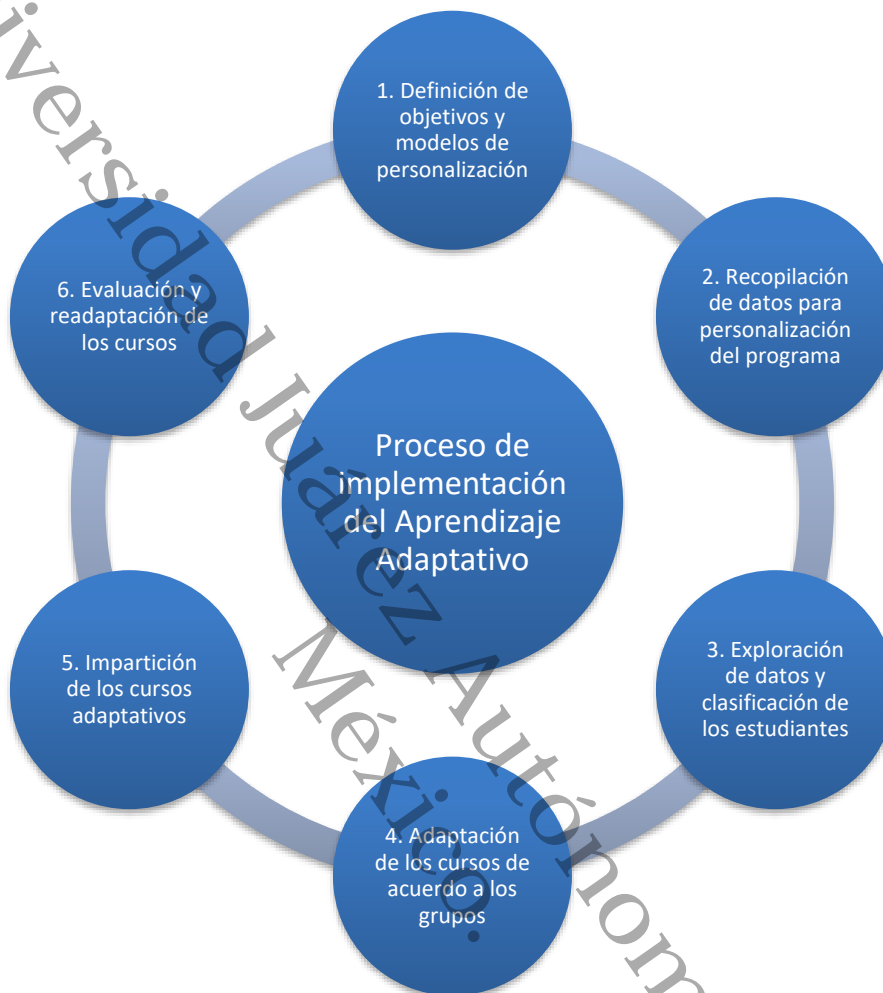 1. Definición de
objetivos y
modelos de
personalización
2. Recopilación
de datos para
personalización
del programa
3. Exploración
de datos y
clasificación de
los estudiantes
4. Adaptación
de los cursos de
acuerdo a los
grupos
5. Impartición
de los cursos
adaptativos
6. Evaluación y
readaptación de
los cursos
Proceso de
implementación
del Aprendizaje
Adaptativo
iversidad Juárez Autónom
México.